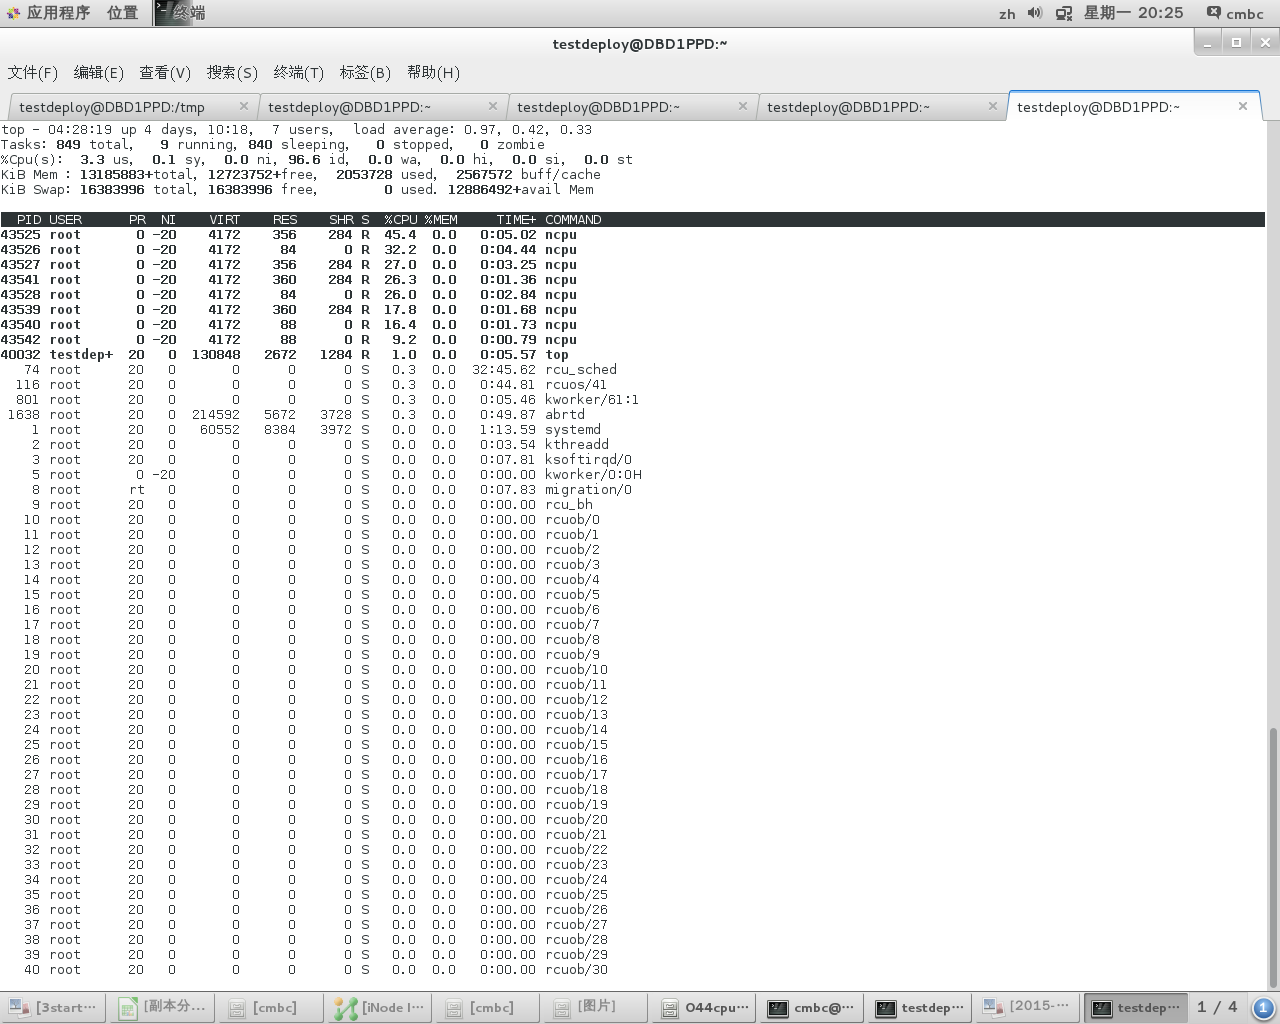 应用程序 位置 终端 zh 星期一 20:25 cmbc
testdeploy@DBD1PPD:~
文件(F) 编辑(E) 查看(V) 搜索(S) 终端(T) 标签(B) 帮助(H)
testdeploy@DBD1PPD:/tmp testdeploy@DBD1PPD:~ testdeploy@DBD1PPD:~ testdeploy@DBD1PPD:~ testdeploy@DBD1PPD:~
top - 04:28:19 up 4 days, 10:18, 7 users, load average: 0.97, 0.42, 0.33
Tasks: 849 total, 9 running, 840 sleeping, 0 stopped, 0 zombie
%Cpu(s): 3.3 us, 0.1 sy, 0.0 ni, 96.6 id, 0.0 wa, 0.0 hi, 0.0 si, 0.0 st
KiB Mem : 13185883+total, 12723752+free, 2053728 used, 2567572 buff/cache
KiB Swap: 16383996 total, 16383996 free, 0 used. 12886492+avail Mem
PID USER PR NI VIRT RES SHR S %CPU %MEM TIME+ COMMAND
43525 root 0 -20 4172 356 284 R 45.4 0.0 0:05.02 ncpu
43526 root 0 -20 4172 84 0 R 32.2 0.0 0:04.44 ncpu
43527 root 0 -20 4172 356 284 R 27.0 0.0 0:03.25 ncpu
43541 root 0 -20 4172 360 284 R 26.3 0.0 0:01.36 ncpu
43528 root 0 -20 4172 84 0 R 26.0 0.0 0:02.84 ncpu
43539 root 0 -20 4172 360 284 R 17.8 0.0 0:01.68 ncpu
43540 root 0 -20 4172 88 0 R 16.4 0.0 0:01.73 ncpu
43542 root 0 -20 4172 88 0 R 9.2 0.0 0:00.79 ncpu
40032 testdep+ 20 0 130848 2672 1284 R 1.0 0.0 0:05.57 top
74 root 20 0 0 0 0 S 0.3 0.0 32:45.62 rcu_sched
116 root 20 0 0 0 0 S 0.3 0.0 0:44.81 rcuos/41
801 root 20 0 0 0 0 S 0.3 0.0 0:05.46 kworker/61:1
1638 root 20 0 214592 5672 3728 S 0.3 0.0 0:49.87 abrtd
1 root 20 0 60552 8384 3972 S 0.0 0.0 1:13.59 systemd
2 root 20 0 0 0 0 S 0.0 0.0 0:03.54 kthreadd
3 root 20 0 0 0 0 S 0.0 0.0 0:07.81 ksoftirqd/0
5 root 0 -20 0 0 0 S 0.0 0.0 0:00.00 kworker/0:0H
8 root rt 0 0 0 0 S 0.0 0.0 0:07.83 migration/0
9 root 20 0 0 0 0 S 0.0 0.0 0:00.00 rcu_bh
10 root 20 0 0 0 0 S 0.0 0.0 0:00.00 rcuob/0
11 root 20 0 0 0 0 S 0.0 0.0 0:00.00 rcuob/1
12 root 20 0 0 0 0 S 0.0 0.0 0:00.00 rcuob/2
13 root 20 0 0 0 0 S 0.0 0.0 0:00.00 rcuob/3
14 root 20 0 0 0 0 S 0.0 0.0 0:00.00 rcuob/4
15 root 20 0 0 0 0 S 0.0 0.0 0:00.00 rcuob/5
16 root 20 0 0 0 0 S 0.0 0.0 0:00.00 rcuob/6
17 root 20 0 0 0 0 S 0.0 0.0 0:00.00 rcuob/7
18 root 20 0 0 0 0 S 0.0 0.0 0:00.00 rcuob/8
19 root 20 0 0 0 0 S 0.0 0.0 0:00.00 rcuob/9
20 root 20 0 0 0 0 S 0.0 0.0 0:00.00 rcuob/10
21 root 20 0 0 0 0 S 0.0 0.0 0:00.00 rcuob/11
22 root 20 0 0 0 0 S 0.0 0.0 0:00.00 rcuob/12
23 root 20 0 0 0 0 S 0.0 0.0 0:00.00 rcuob/13
24 root 20 0 0 0 0 S 0.0 0.0 0:00.00 rcuob/14
25 root 20 0 0 0 0 S 0.0 0.0 0:00.00 rcuob/15
26 root 20 0 0 0 0 S 0.0 0.0 0:00.00 rcuob/16
27 root 20 0 0 0 0 S 0.0 0.0 0:00.00 rcuob/17
28 root 20 0 0 0 0 S 0.0 0.0 0:00.00 rcuob/18
29 root 20 0 0 0 0 S 0.0 0.0 0:00.00 rcuob/19
30 root 20 0 0 0 0 S 0.0 0.0 0:00.00 rcuob/20
31 root 20 0 0 0 0 S 0.0 0.0 0:00.00 rcuob/21
32 root 20 0 0 0 0 S 0.0 0.0 0:00.00 rcuob/22
33 root 20 0 0 0 0 S 0.0 0.0 0:00.00 rcuob/23
34 root 20 0 0 0 0 S 0.0 0.0 0:00.00 rcuob/24
35 root 20 0 0 0 0 S 0.0 0.0 0:00.00 rcuob/25
36 root 20 0 0 0 0 S 0.0 0.0 0:00.00 rcuob/26
37 root 20 0 0 0 0 S 0.0 0.0 0:00.00 rcuob/27
38 root 20 0 0 0 0 S 0.0 0.0 0:00.00 rcuob/28
39 root 20 0 0 0 0 S 0.0 0.0 0:00.00 rcuob/29
40 root 20 0 0 0 0 S 0.0 0.0 0:00.00 rcuob/30
[3start… [副本分… [cmbc] [iNode I… [cmbc] [图片] 044cpu… cmbc@… testdep… [2015-… testdep… 1 / 4 1